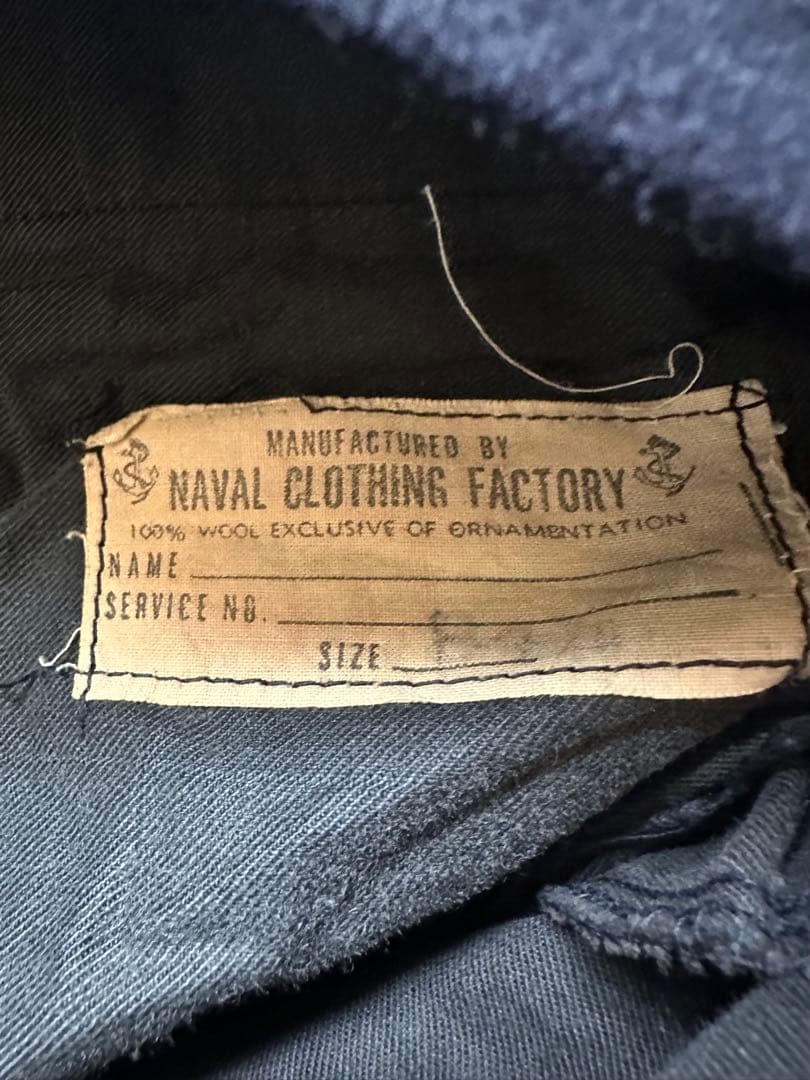 MANUFACTURED BY
NAVAL CLOTHING FACTORY
100% WOOL EXCLUSIVE OF ORNAMENTATION
NAME
SERVICE NO.
SIZE